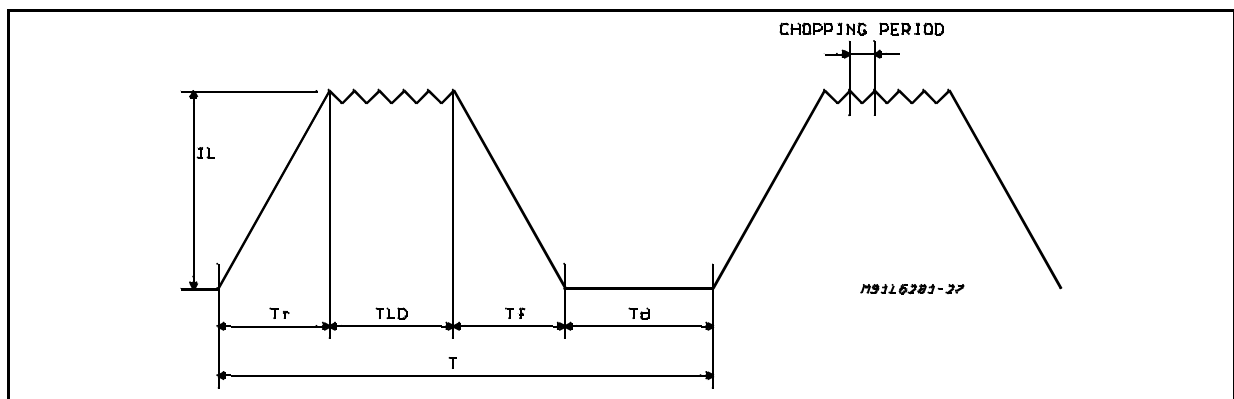 CHOPPING PERIOD
IL
Tr
TLD
Tf
Td
T
M91L6281-27